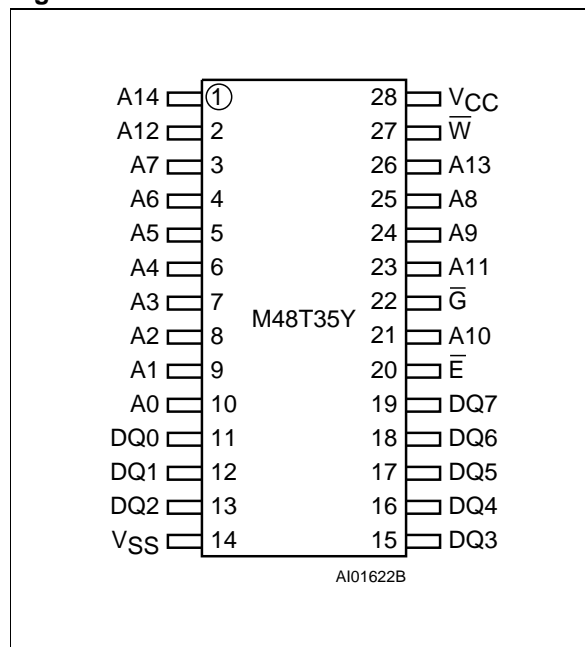 A14 1 28 VCC
A12 2 27 W̅
A7 3 26 A13
A6 4 25 A8
A5 5 24 A9
A4 6 23 A11
A3 7 22 G̅
M48T35Y
A2 8 21 A10
A1 9 20 E̅
A0 10 19 DQ7
DQ0 11 18 DQ6
DQ1 12 17 DQ5
DQ2 13 16 DQ4
VSS 14 15 DQ3
AI01622B